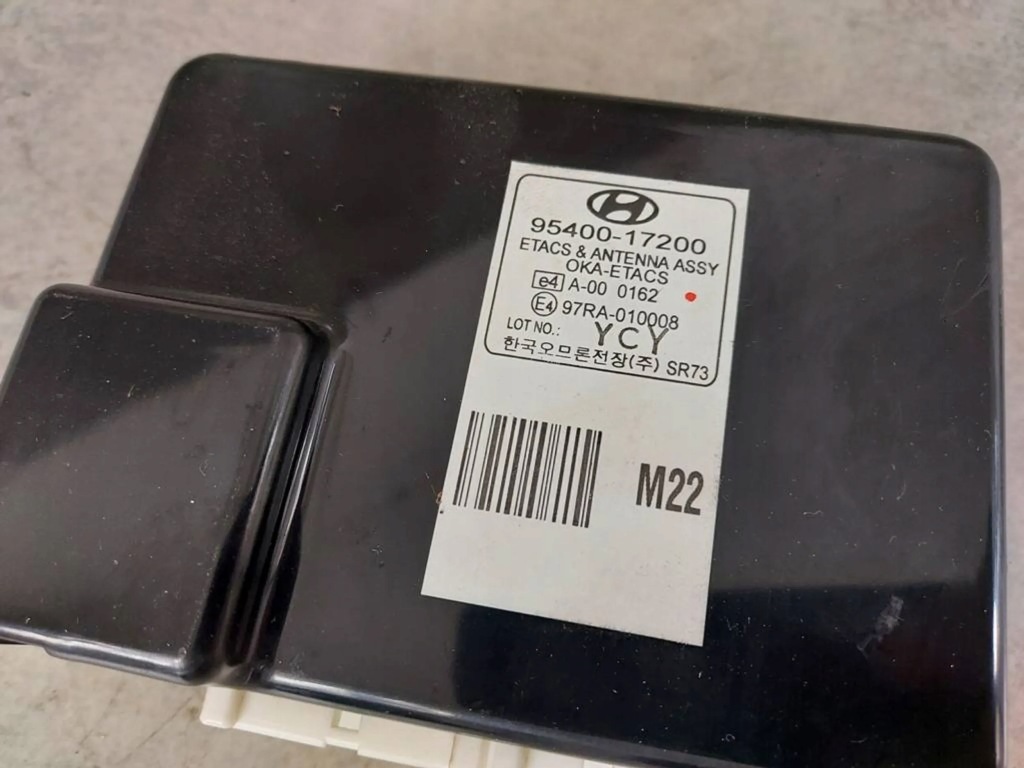 95400-17200
ETACS & ANTENNA ASSY
OKA-ETACS
e4 A-00 0162
E4 97RA-010008
LOT NO.: YCY
한국오므론전장(주) SR73
M22